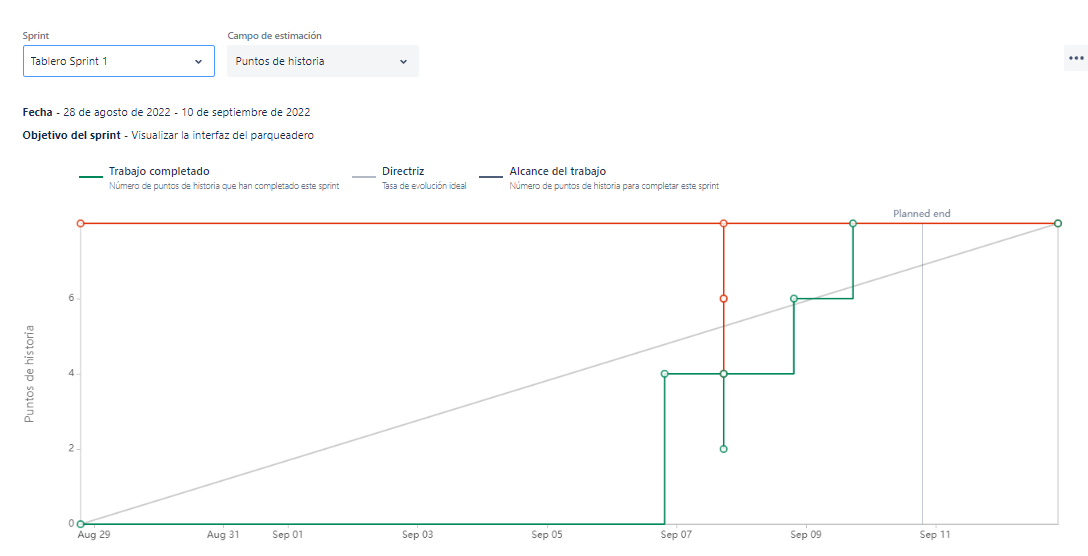 Sprint
Campo de estimación
Tablero Sprint 1
Puntos de historia
Fecha - 28 de agosto de 2022 - 10 de septiembre de 2022
Objetivo del sprint - Visualizar la interfaz del parqueadero
Trabajo completado
Número de puntos de historia que han completado este sprint
Directriz
Tasa de evolución ideal
Alcance del trabajo
Número de puntos de historia para completar este sprint
Planned end
Puntos de historia
6
4
2
0
Aug 29
Aug 31
Sep 01
Sep 03
Sep 05
Sep 07
Sep 09
Sep 11